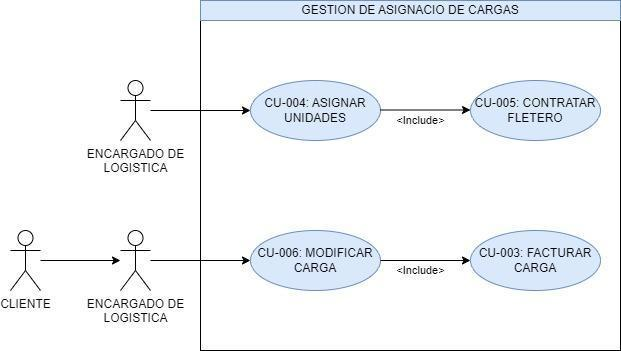 GESTION DE ASIGNACIO DE CARGAS
CU-004: ASIGNAR
UNIDADES
<Include>
CU-005: CONTRATAR
FLETERO
ENCARGADO DE
LOGISTICA
CU-006: MODIFICAR
CARGA
<Include>
CU-003: FACTURAR
CARGA
CLIENTE
ENCARGADO DE
LOGISTICA